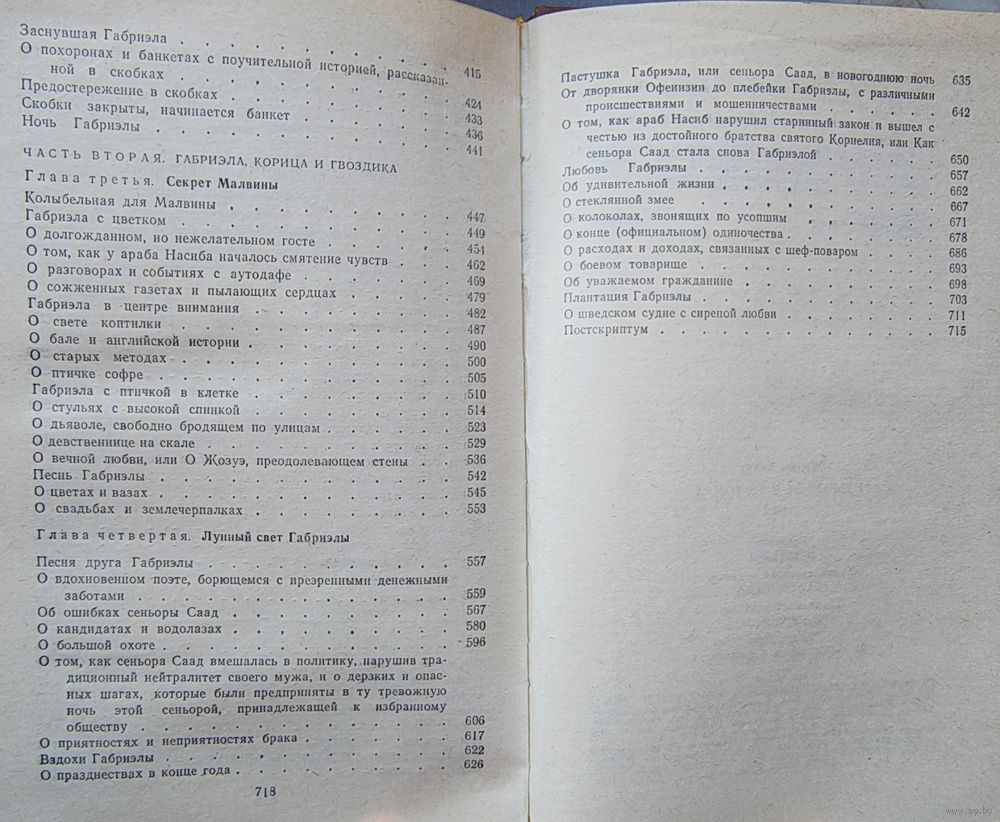 Заснувшая Габриэла . . . . . . . . . . 415
О похоронах и банкетах с поучительной историей, рассказан-
ной в скобках . . . . . . . . . . 424
Предостережение в скобках . . . . . . . . . . 433
Скобки закрыты, начинается банкет . . . . . . . . 436
Ночь Габриэлы . . . . . . . . . . 441
ЧАСТЬ ВТОРАЯ. ГАБРИЭЛА, КОРИЦА И ГВОЗДИКА
Глава третья. Секрет Малвины
Колыбельная для Малвины . . . . . . . . . . 447
Габриэла с цветком . . . . . . . . . . 449
О долгожданном, но нежелательном госте . . . . . . 451
О том, как у араба Насиба началось смятение чувств . . . 462
О разговорах и событиях с аутодафе . . . . . . . 469
О сожженных газетах и пылающих сердцах . . . . . . 479
Габриэла в центре внимания . . . . . . . . . 482
О свете коптилки . . . . . . . . . . 487
О бале и английской истории . . . . . . . . . 490
О старых методах . . . . . . . . . . 500
О птичке софре . . . . . . . . . . 505
Габриэла с птичкой в клетке . . . . . . . . . 510
О стульях с высокой спинкой . . . . . . . . . 514
О дьяволе, свободно бродящем по улицам . . . . . . 523
О девственнице на скале . . . . . . . . . . 529
О вечной любви, или О Жозуэ, преодолевающем стены . . 536
Песнь Габриэлы . . . . . . . . . . 542
О цветах и вазах . . . . . . . . . . 545
О свадьбах и землечерпалках . . . . . . . . . 553
Глава четвертая. Лунный свет Габриэлы
Песня друга Габриэлы . . . . . . . . . . 557
О вдохновенном поэте, борющемся с презренными денежными
заботами . . . . . . . . . . 559
Об ошибках сеньоры Саад . . . . . . . . . . 567
О кандидатах и водолазах . . . . . . . . . . 580
О большой охоте . . . . . . . . . . 596
О том, как сеньора Саад вмешалась в политику, нарушив тра-
диционный нейтралитет своего мужа, и о дерзких и опас-
ных шагах, которые были предприняты в ту тревожную
ночь этой сеньорой, принадлежащей к избранному
обществу . . . . . . . . . . 606
О приятностях и неприятностях брака . . . . . . . 617
Вздохи Габриэлы . . . . . . . . . . 622
О празднествах в конце года . . . . . . . . . 626
718
Пастушка Габриэла, или сеньора Саад, в новогоднюю ночь 635
От дворянки Офенизии до плебейки Габриэлы, с различными
происшествиями и мошенничествами . . . . 642
О том, как араб Насиб нарушил старинный закон и вышел с
честью из достойного братства святого Корнелия, или Как
сеньора Саад стала снова Габриэлой . . . . . 650
Любовь Габриэлы . . . . . . . . . . 657
Об удивительной жизни . . . . . . . . . 662
О стеклянной змее . . . . . . . . . 667
О колоколах, звонящих по усопшим . . . . . . 671
О конце (официальном) одиночества . . . . . . 678
О расходах и доходах, связанных с шеф-поваром . . . . 686
О боевом товарище . . . . . . . . . 693
Об уважаемом гражданине . . . . . . . . 698
Плантация Габриэлы . . . . . . . . . 703
О шведском судне с сиреной любви . . . . . . 711
Постскриптум . . . . . . . . . . 715
www.ay.by